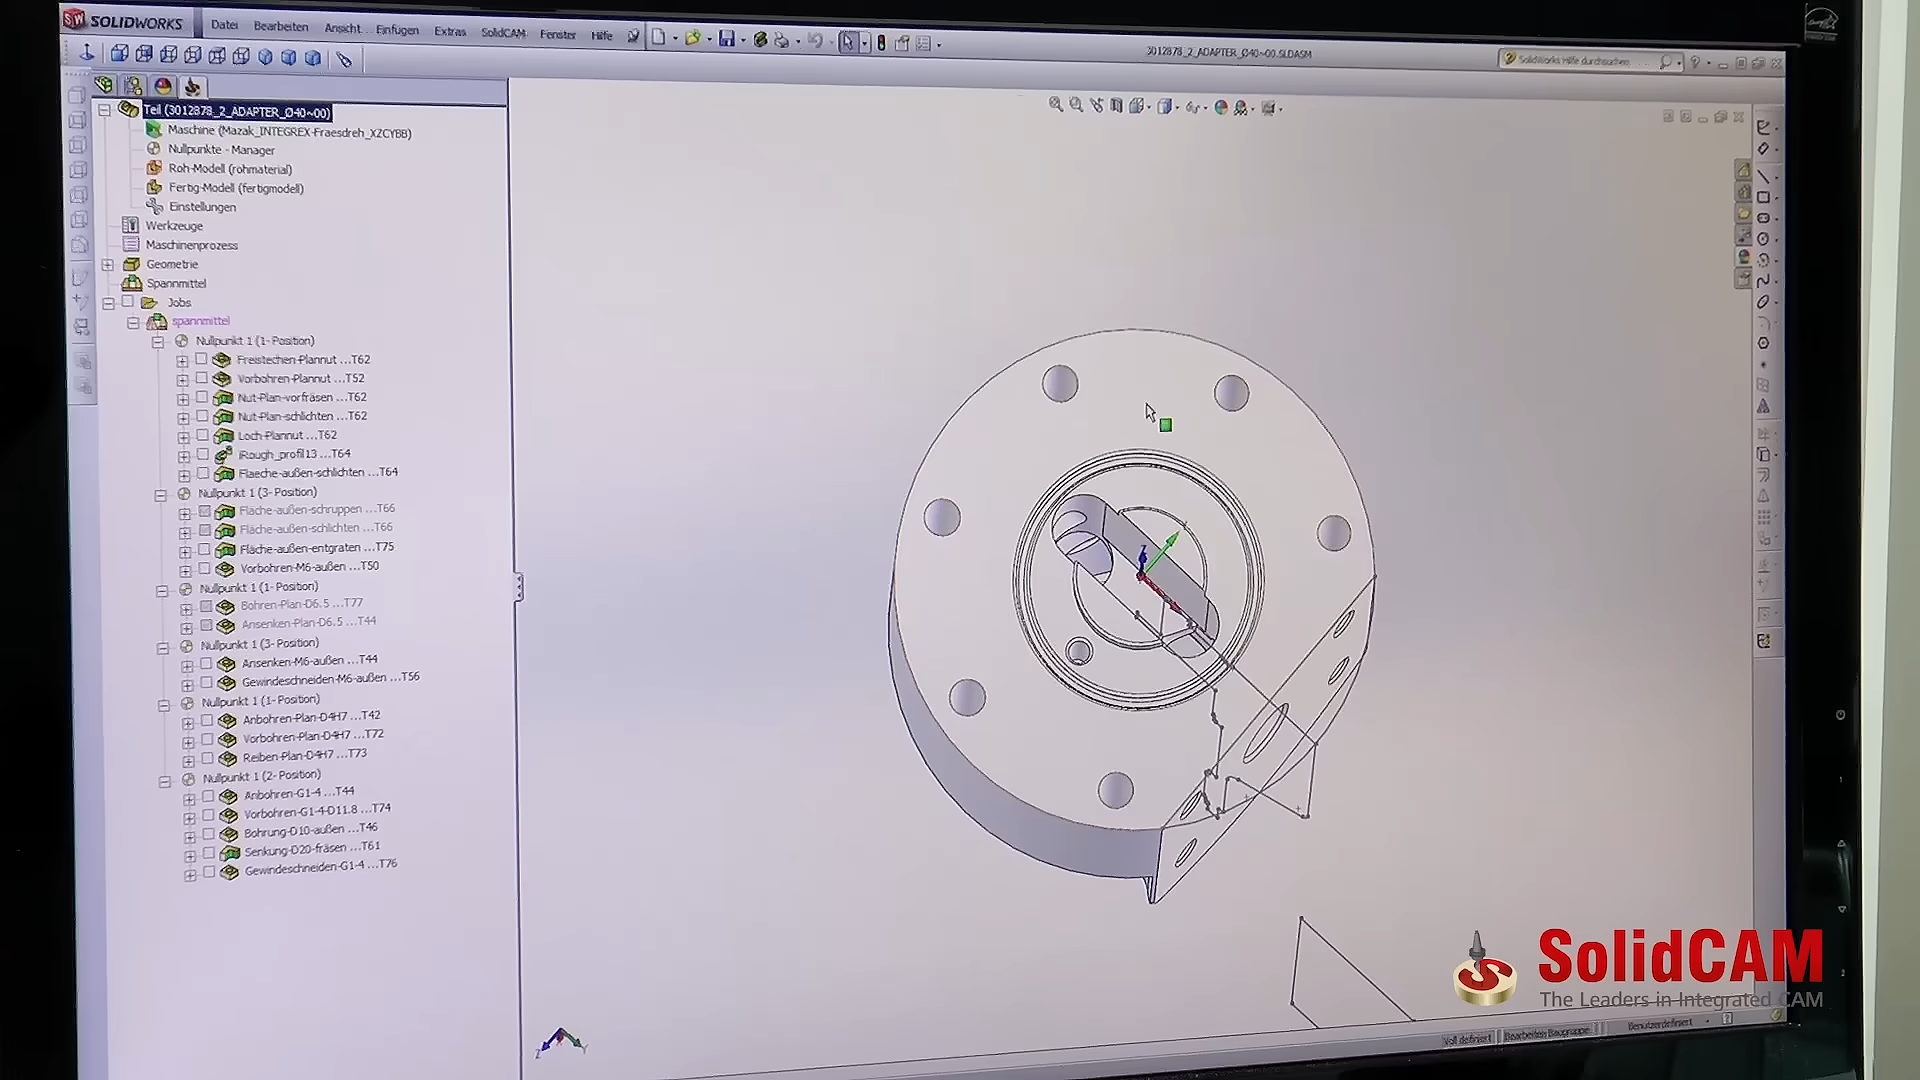 SOLIDWORKS Datei Bearbeiten Ansicht Einfügen Extras SolidCAM Fenster Hilfe
3012878_2_ADAPTER_Ø40~00.SLDASM
SolidWorks Hilfe durchsuchen
Teil (3012878_2_ADAPTER_Ø40~00)
Maschine (Mazak_INTEGREX-Fraesdreh_XZCYBB)
Nullpunkte - Manager
Roh-Modell (rohmaterial)
Fertig-Modell (fertigmodell)
Einstellungen
Werkzeuge
Maschinenprozess
Geometrie
Spannmittel
Jobs
spannmittel
Nullpunkt 1 (1- Position)
Freistechen-Plannut ...T62
Vorbohren-Plannut ...T52
Nut-Plan-vorfräsen ...T62
Nut-Plan-schlichten ...T62
Loch-Plannut ...T62
iRough_profil13 ...T64
Flaeche-außen-schlichten ...T64
Nullpunkt 1 (3- Position)
Fläche-außen-schruppen ...T66
Fläche-außen-schlichten ...T66
Fläche-außen-entgraten ...T75
Vorbohren-M6-außen ...T50
Nullpunkt 1 (1- Position)
Bohren-Plan-D6.5 ...T77
Ansenken-Plan-D6.5 ...T44
Nullpunkt 1 (3- Position)
Ansenken-M6-außen ...T44
Gewindeschneiden-M6-außen ...T56
Nullpunkt 1 (1- Position)
Anbohren-Plan-D4H7 ...T42
Vorbohren-Plan-D4H7 ...T72
Reiben-Plan-D4H7 ...T73
Nullpunkt 1 (2- Position)
Anbohren-G1-4 ...T44
Vorbohren-G1-4-D11.8 ...T74
Bohrung-D10-außen ...T46
Senkung-D20-fräsen ...T61
Gewindeschneiden-G1-4 ...T76
Z
Z Y
SolidCAM
The Leaders in Integrated CAM
Voll definiert Bearbeiten: Baugruppe Benutzerdefiniert